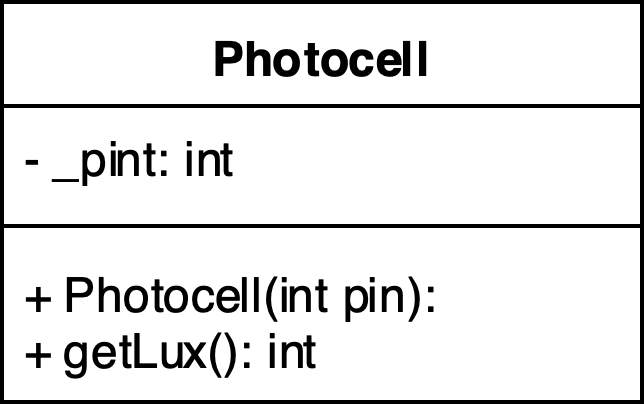 Photocell
- _pint: int
+ Photocell(int pin):
+ getLux(): int